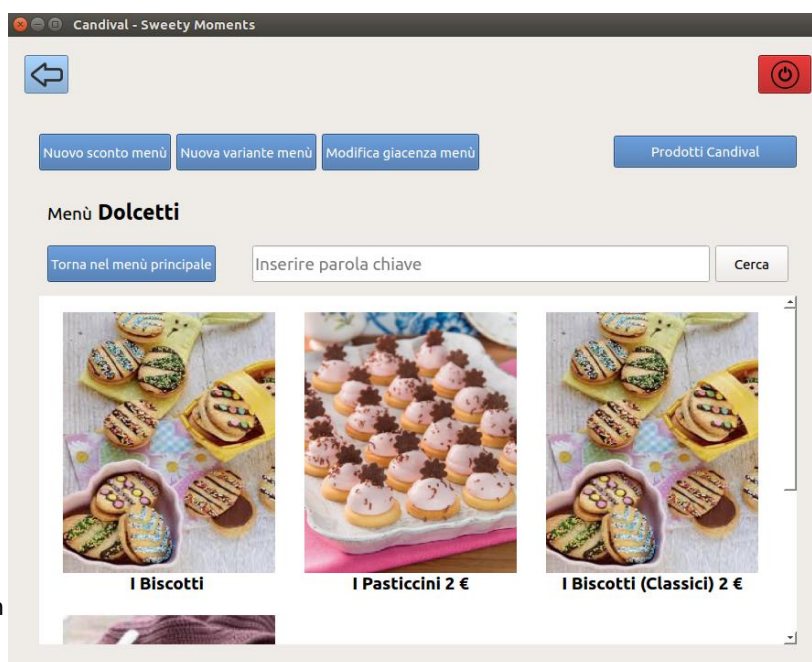 Candival - Sweety Moments
Nuovo sconto menù Nuova variante menù Modifica giacenza menù Prodotti Candival
Menù Dolcetti
Torna nel menù principale Inserire parola chiave Cerca
I Biscotti I Pasticcini 2 € I Biscotti (Classici) 2 €